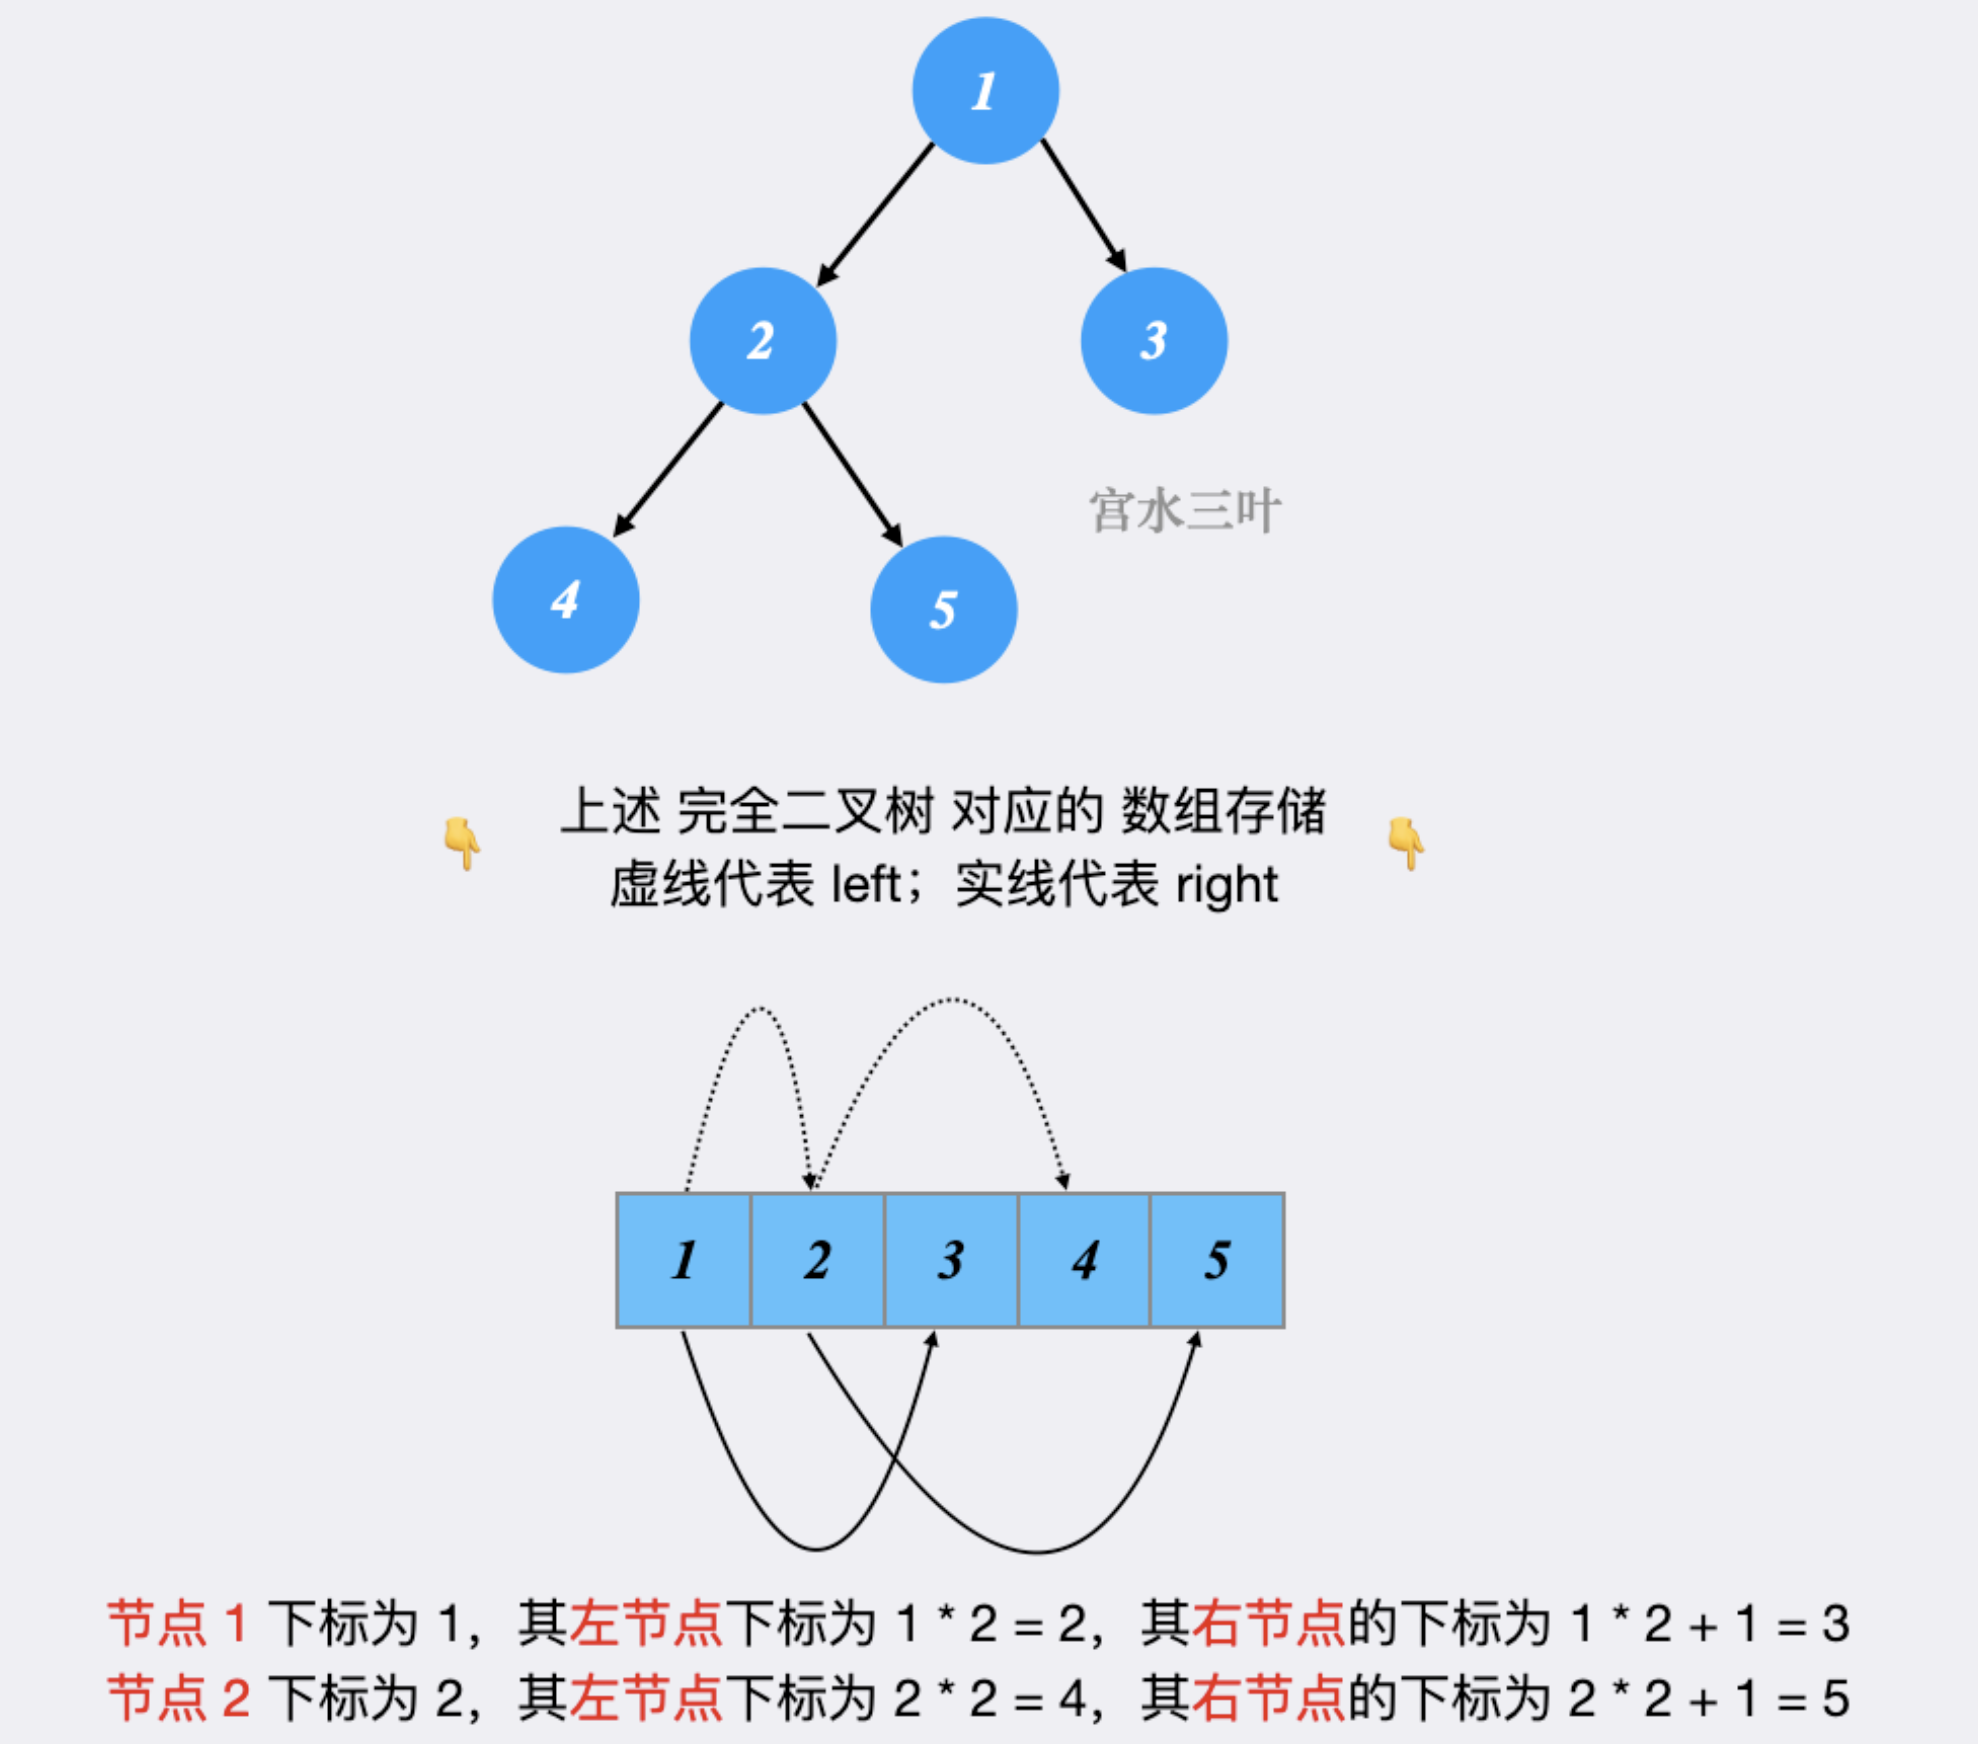 1
2
3
4
5
宫水三叶
上述 完全二叉树 对应的 数组存储
虚线代表 left；实线代表 right
1 2 3 4 5
节点 1 下标为 1，其左节点下标为 1 * 2 = 2，其右节点的下标为 1 * 2 + 1 = 3
节点 2 下标为 2，其左节点下标为 2 * 2 = 4，其右节点的下标为 2 * 2 + 1 = 5